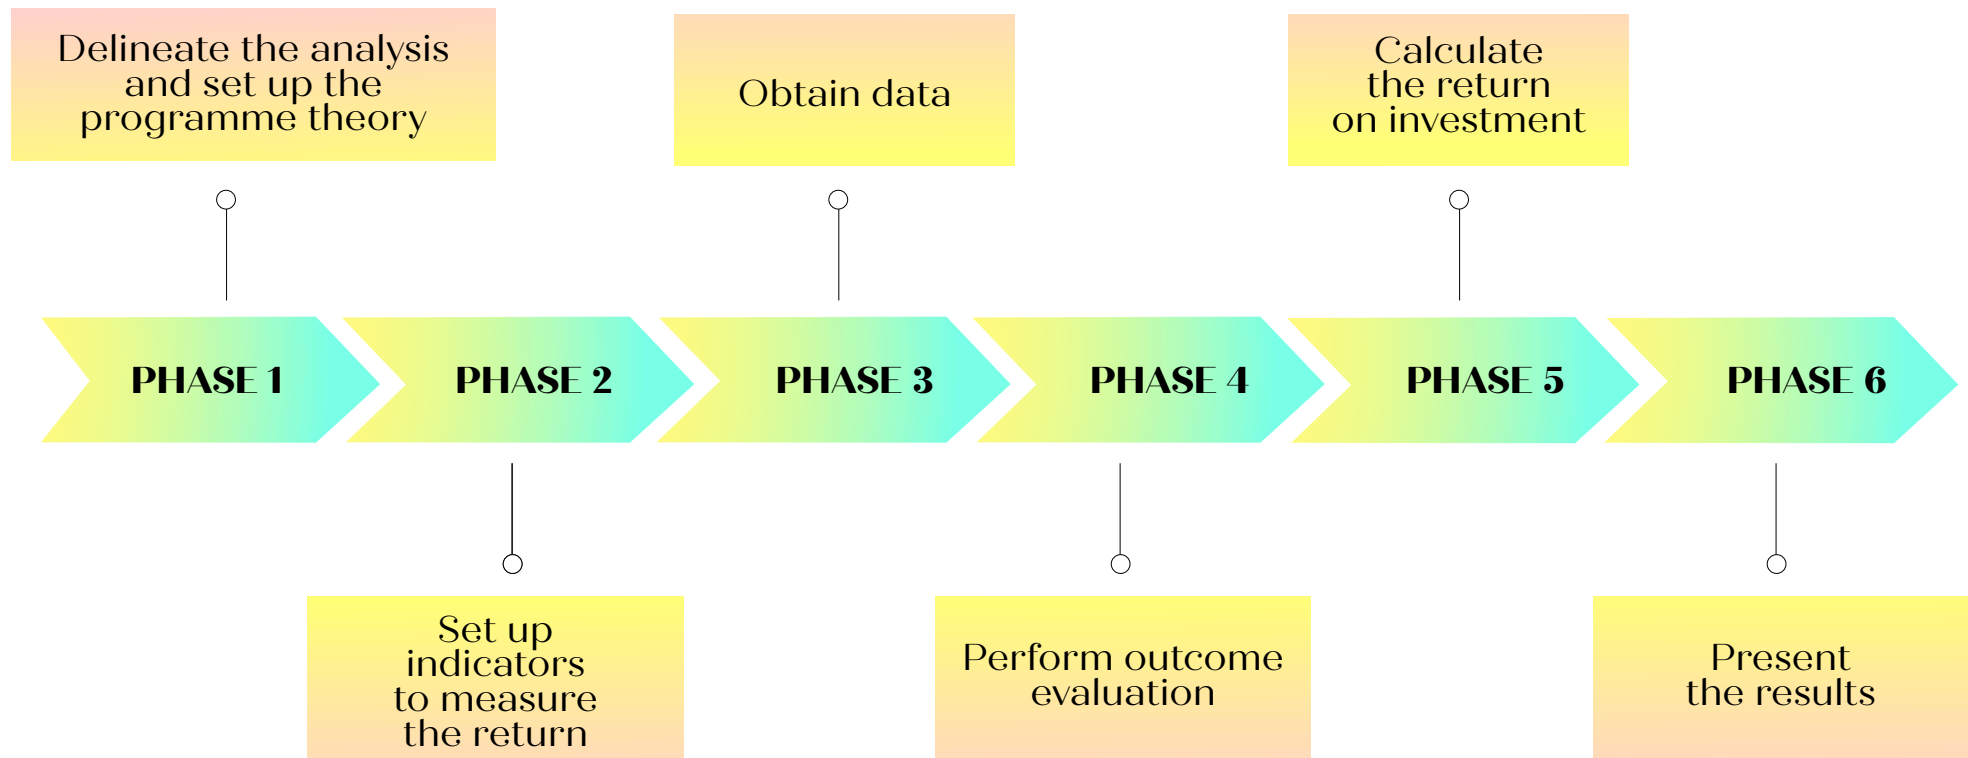 Delineate the analysis
and set up the
programme theory
Obtain data
Calculate
the return
on investment
PHASE 1
PHASE 2
PHASE 3
PHASE 4
PHASE 5
PHASE 6
Set up
indicators
to measure
the return
Perform outcome
evaluation
Present
the results